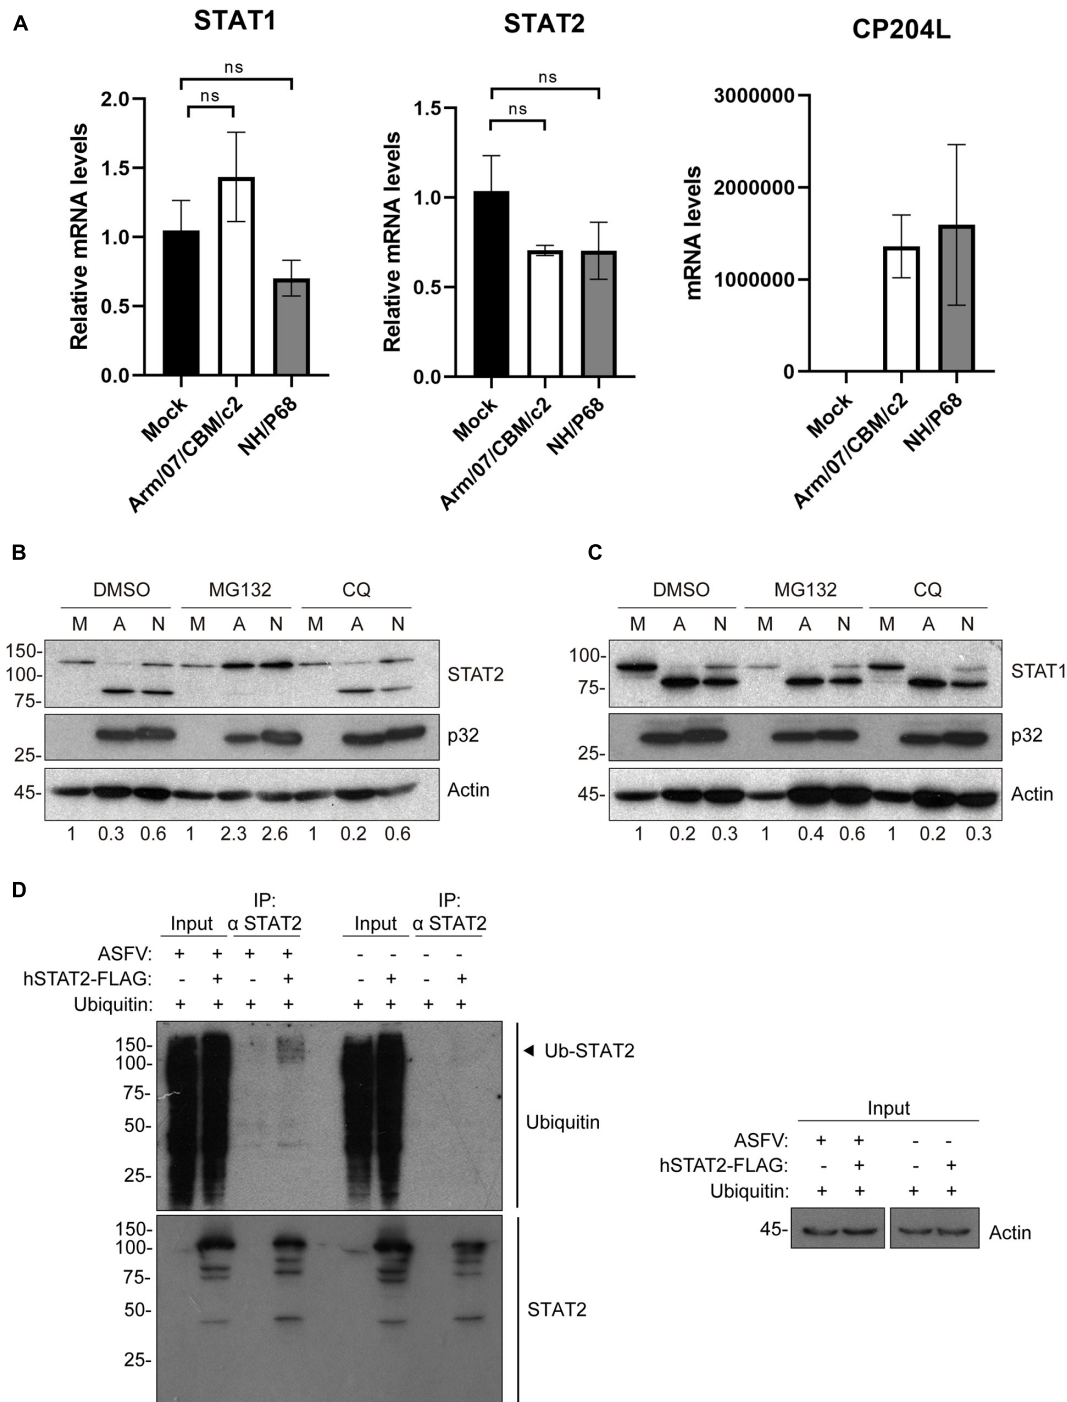 A
STAT1
STAT2
CP204L
ns
ns
ns
ns
2.0
1.5
1.0
0.5
0.0
Relative mRNA levels
Mock
Arm/07/CBM/c2
NH/P68
1.5
1.0
0.5
0.0
Relative mRNA levels
Mock
Arm/07/CBM/c2
NH/P68
3000000
2000000
1000000
0
mRNA levels
Mock
Arm/07/CBM/c2
NH/P68
B
DMSO MG132 CQ
M A N M A N M A N
150-
100-
75-
STAT2
25-
p32
45-
Actin
1 0.3 0.6 1 2.3 2.6 1 0.2 0.6
C
DMSO MG132 CQ
M A N M A N M A N
100-
75-
STAT1
25-
p32
45-
Actin
1 0.2 0.3 1 0.4 0.6 1 0.2 0.3
D
IP: IP:
Input α STAT2 Input α STAT2
ASFV: + + + + - - - -
hSTAT2-FLAG: - + - + - + - +
Ubiquitin: + + + + + + + +
150-
100-
75-
50-
25-
Ub-STAT2
Ubiquitin
150-
100-
75-
50-
25-
STAT2
Input
ASFV: + + - -
hSTAT2-FLAG: - + - +
Ubiquitin: + + + +
45-
Actin